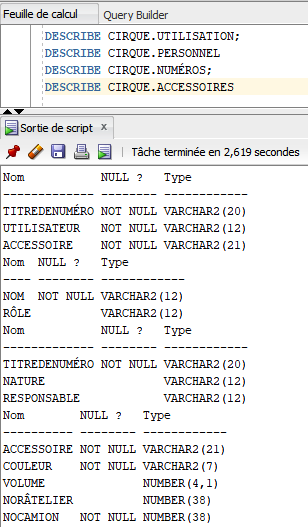 Feuille de calcul Query Builder
DESCRIBE CIRQUE.UTILISATION;
DESCRIBE CIRQUE.PERSONNEL
DESCRIBE CIRQUE.NUMÉROS;
DESCRIBE CIRQUE.ACCESSOIRES
Sortie de script x
Tâche terminée en 2,619 secondes
Nom NULL ? Type
------------ -------- ------------
TITREDENUMÉRO NOT NULL VARCHAR2(20)
UTILISATEUR NOT NULL VARCHAR2(12)
ACCESSOIRE NOT NULL VARCHAR2(21)
Nom NULL ? Type
---- -------- ------------
NOM NOT NULL VARCHAR2(12)
RÔLE VARCHAR2(12)
Nom NULL ? Type
------------- -------- ------------
TITREDENUMÉRO NOT NULL VARCHAR2(20)
NATURE VARCHAR2(12)
RESPONSABLE VARCHAR2(12)
Nom NULL ? Type
---------- -------- ------------
ACCESSOIRE NOT NULL VARCHAR2(21)
COULEUR NOT NULL VARCHAR2(7)
VOLUME NUMBER(4,1)
NORÂTELIER NUMBER(38)
NOCAMION NOT NULL NUMBER(38)